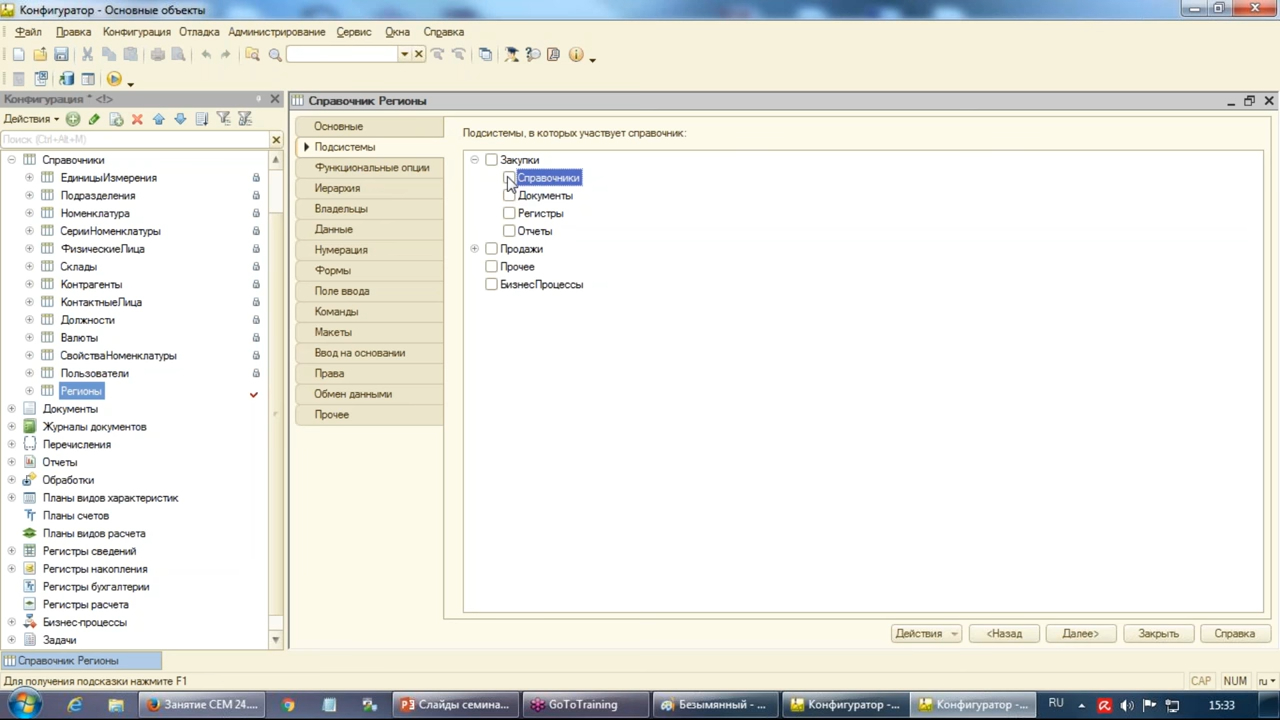 Конфигуратор - Основные объекты
Файл Правка Конфигурация Отладка Администрирование Сервис Окна Справка
Конфигурация * <!>
Действия
Поиск (Ctrl+Alt+M)
Справочники
ЕдиницыИзмерения
Подразделения
Номенклатура
СерииНоменклатуры
ФизическиеЛица
Склады
Контрагенты
КонтактныеЛица
Должности
Валюты
СвойстваНоменклатуры
Пользователи
Регионы
Документы
Журналы документов
Перечисления
Отчеты
Обработки
Планы видов характеристик
Планы счетов
Планы видов расчета
Регистры сведений
Регистры накопления
Регистры бухгалтерии
Регистры расчета
Бизнес-процессы
Задачи
Справочник Регионы
Основные
Подсистемы
Функциональные опции
Иерархия
Владельцы
Данные
Нумерация
Формы
Поле ввода
Команды
Макеты
Ввод на основании
Права
Обмен данными
Прочее
Подсистемы, в которых участвует справочник:
Закупки
Справочники
Документы
Регистры
Отчеты
Продажи
Прочее
БизнесПроцессы
Действия <Назад Далее> Закрыть Справка
Справочник Регионы
Для получения подсказки нажмите F1
CAP NUM ru
Занятие СЕМ 24....
Слайды семина...
GoToTraining
Безымянный - ...
Конфигуратор -...
Конфигуратор -...
RU
15:33